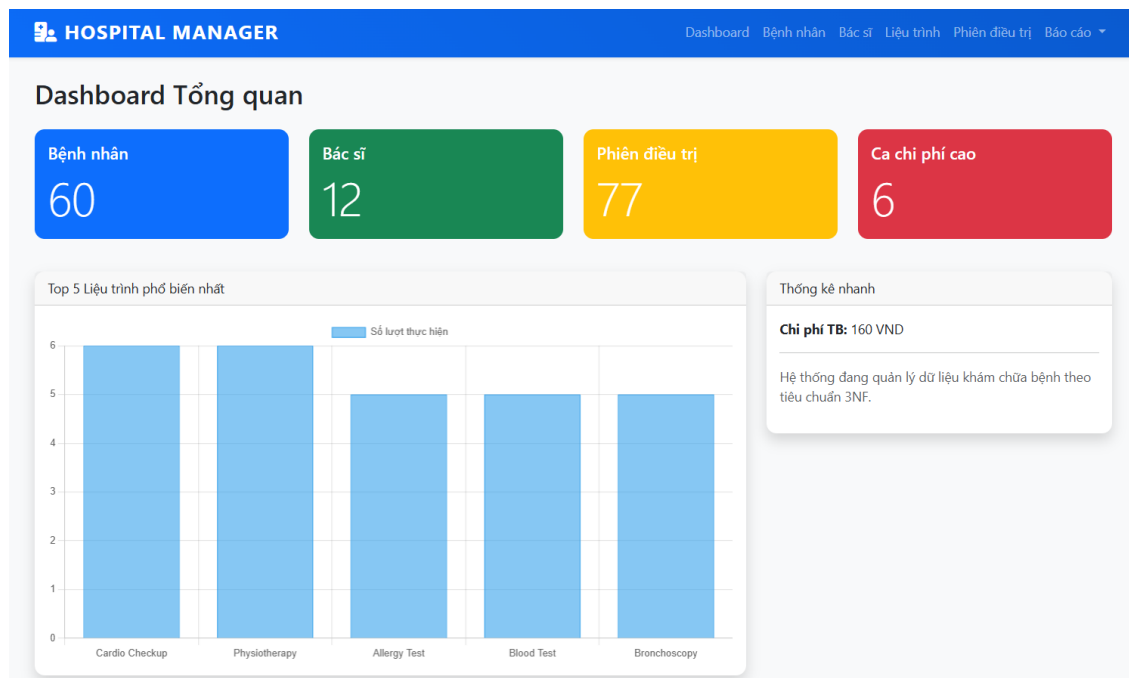 HOSPITAL MANAGER
Dashboard Bệnh nhân Bác sĩ Liệu trình Phiên điều trị Báo cáo
Dashboard Tổng quan
Bệnh nhân
60
Bác sĩ
12
Phiên điều trị
77
Ca chi phí cao
6
Top 5 Liệu trình phổ biến nhất
Số lượt thực hiện
6
5
4
3
2
1
0
Cardio Checkup
Physiotherapy
Allergy Test
Blood Test
Bronchoscopy
Thống kê nhanh
Chi phí TB: 160 VND
Hệ thống đang quản lý dữ liệu khám chữa bệnh theo
tiêu chuẩn 3NF.